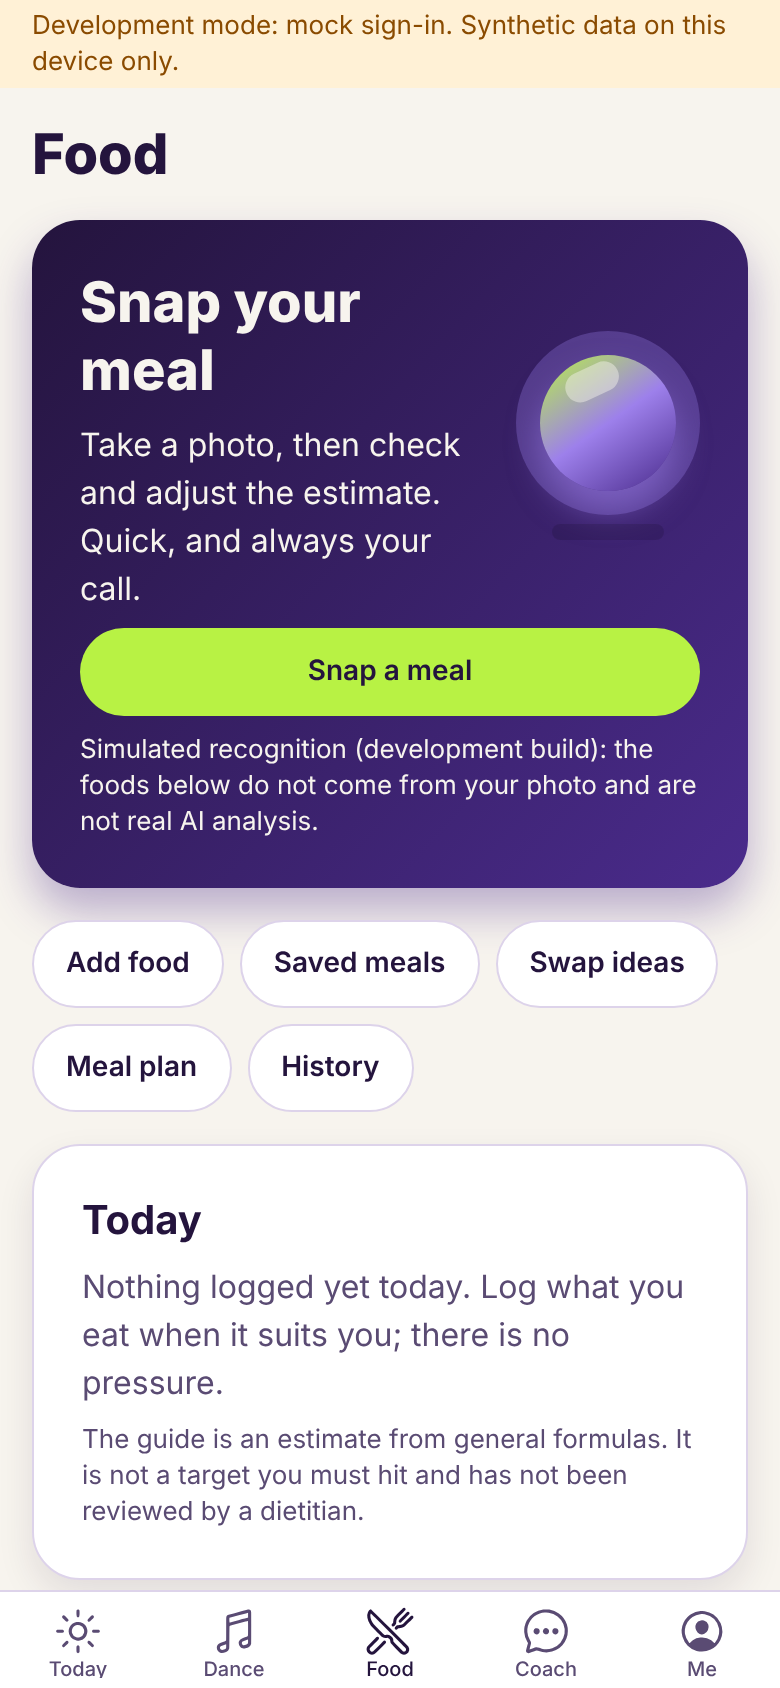 Development mode: mock sign-in. Synthetic data on this
device only.
Food
Snap your
meal
Take a photo, then check
and adjust the estimate.
Quick, and always your
call.
Snap a meal
Simulated recognition (development build): the
foods below do not come from your photo and are
not real AI analysis.
Add food
Saved meals
Swap ideas
Meal plan
History
Today
Nothing logged yet today. Log what you
eat when it suits you; there is no
pressure.
The guide is an estimate from general formulas. It
is not a target you must hit and has not been
reviewed by a dietitian.
Today
Dance
Food
Coach
Me